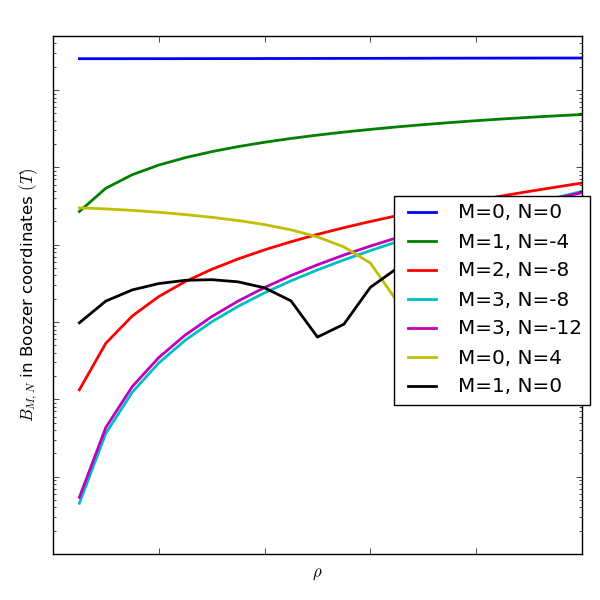 B_{M,N} in Boozer coordinates (T)
M=0, N=0
M=1, N=-4
M=2, N=-8
M=3, N=-8
M=3, N=-12
M=0, N=4
M=1, N=0
ρ